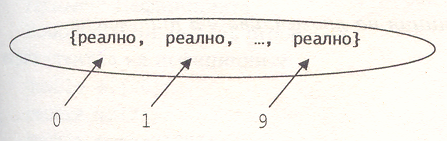 {реално, реално, …, реално}
0 1 9